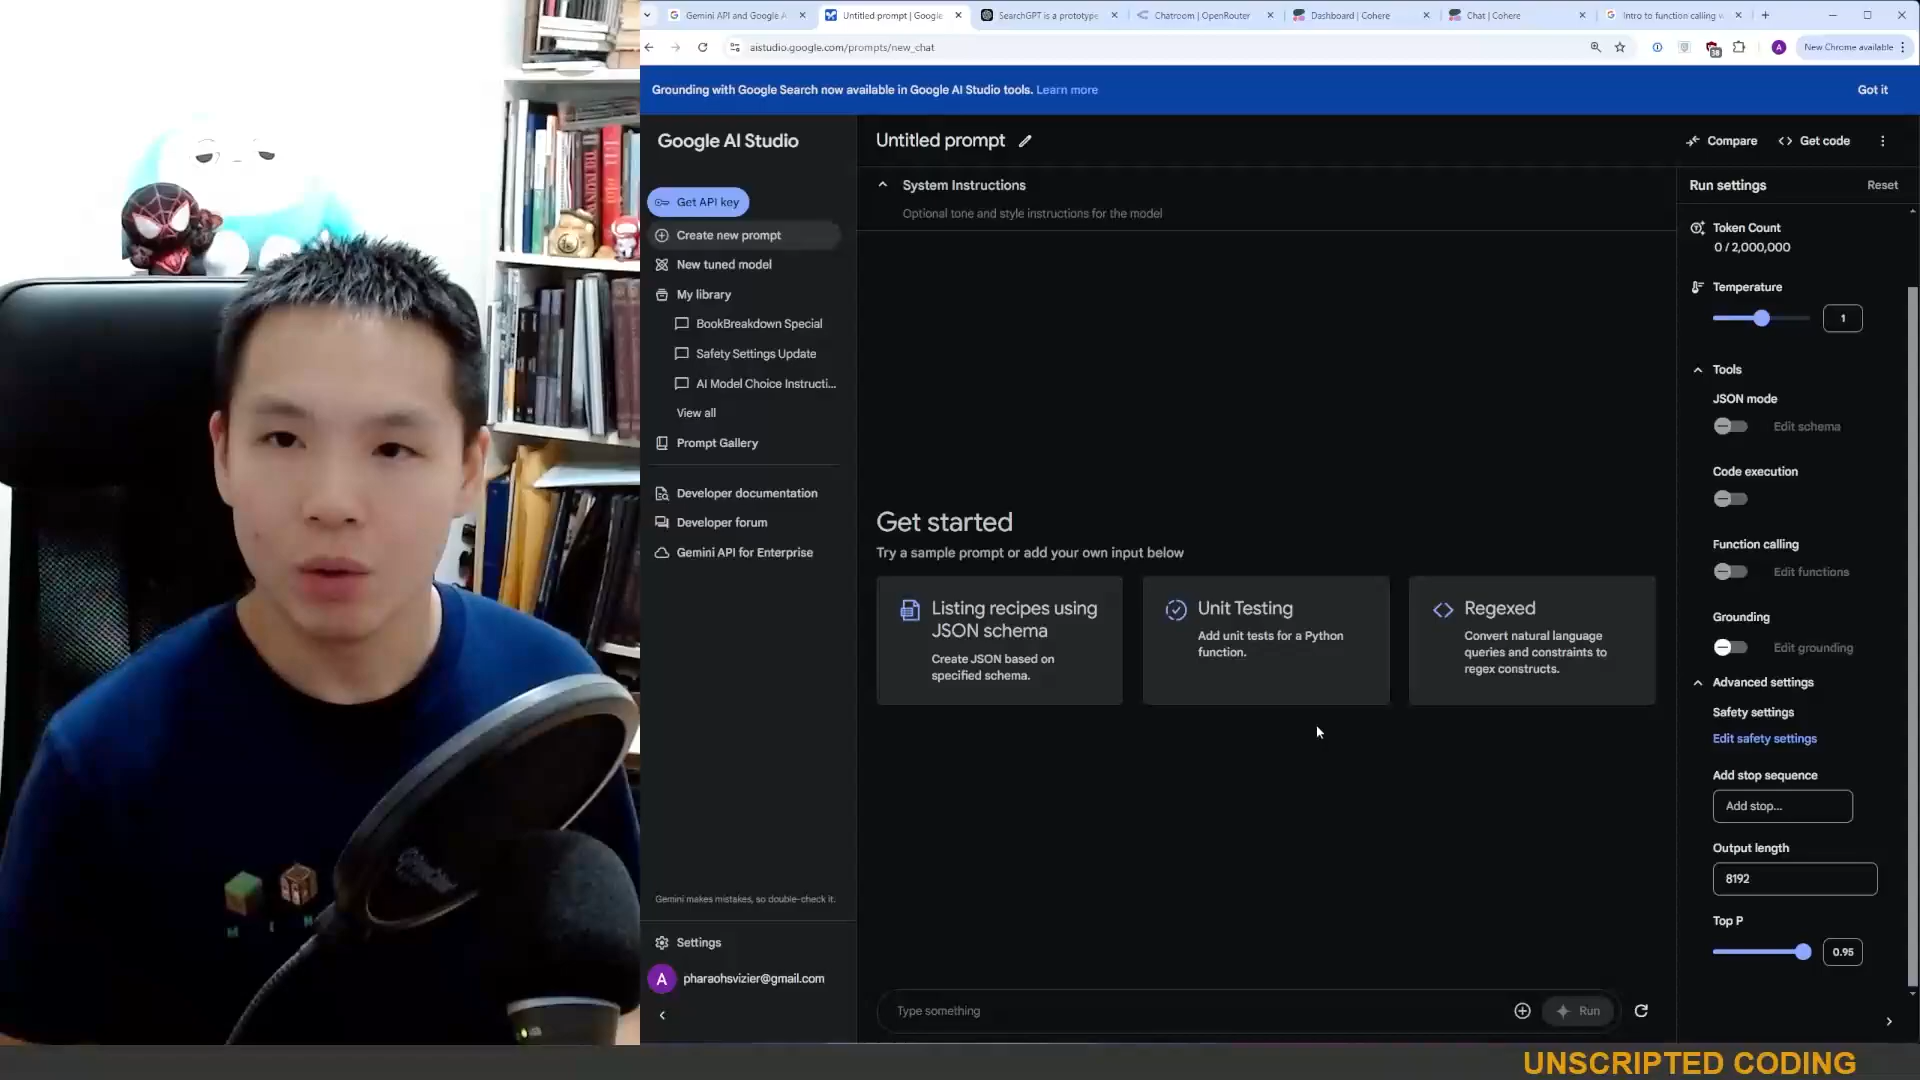 Gemini API and Google A
Untitled prompt | Google
SearchGPT is a prototype
Chatroom | OpenRouter
Dashboard | Cohere
Chat | Cohere
Intro to function calling w
aistudio.google.com/prompts/new_chat
38
A
New Chrome available
Grounding with Google Search now available in Google AI Studio tools. Learn more
Got it
Google AI Studio
Get API key
Create new prompt
New tuned model
My library
BookBreakdown Special
Safety Settings Update
AI Model Choice Instructi...
View all
Prompt Gallery
Developer documentation
Developer forum
Gemini API for Enterprise
Gemini makes mistakes, so double-check it.
Settings
A
pharaohsvizier@gmail.com
Untitled prompt
Compare
Get code
System Instructions
Optional tone and style instructions for the model
Get started
Try a sample prompt or add your own input below
Listing recipes using
JSON schema
Create JSON based on
specified schema.
Unit Testing
Add unit tests for a Python
function.
Regexed
Convert natural language
queries and constraints to
regex constructs.
Type something
Run
Run settings
Reset
Token Count
0 / 2,000,000
Temperature
1
Tools
JSON mode
Edit schema
Code execution
Function calling
Edit functions
Grounding
Edit grounding
Advanced settings
Safety settings
Edit safety settings
Add stop sequence
Add stop...
Output length
8192
Top P
0.95
UNSCRIPTED CODING